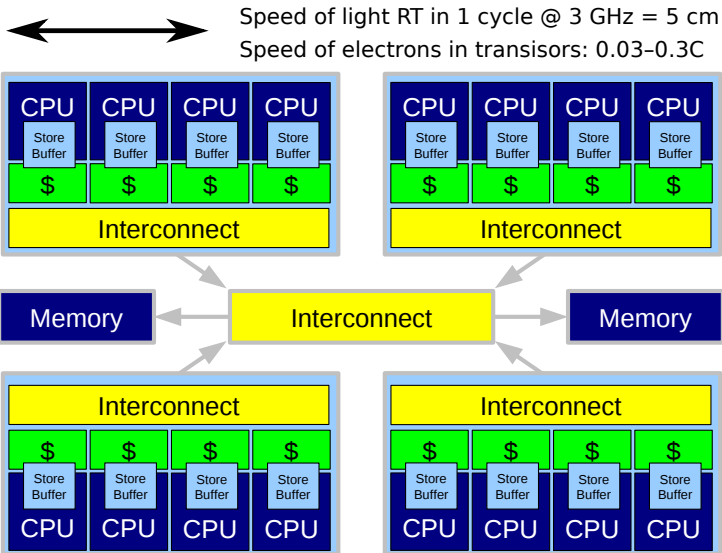 Speed of light RT in 1 cycle @ 3 GHz = 5 cm
Speed of electrons in transisors: 0.03–0.3C
CPU CPU CPU CPU
Store Store Store Store
Buffer Buffer Buffer Buffer
$ $ $ $
Interconnect
CPU CPU CPU CPU
Store Store Store Store
Buffer Buffer Buffer Buffer
$ $ $ $
Interconnect
Memory
Interconnect
Memory
Interconnect
$ $ $ $
Store Store Store Store
Buffer Buffer Buffer Buffer
CPU CPU CPU CPU
Interconnect
$ $ $ $
Store Store Store Store
Buffer Buffer Buffer Buffer
CPU CPU CPU CPU